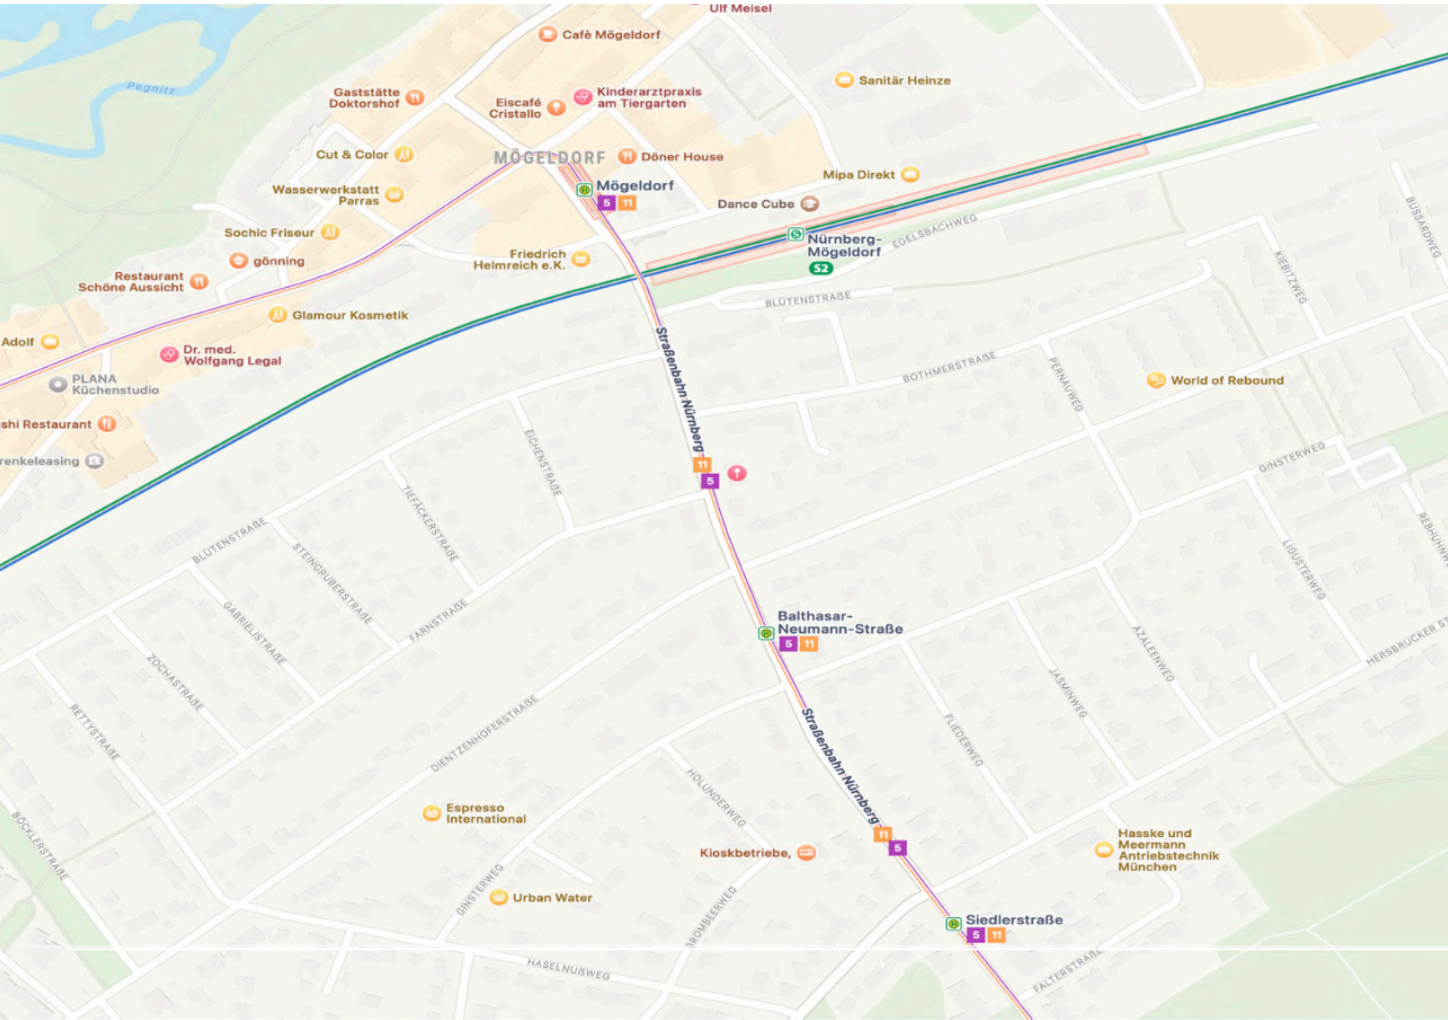 Ulf Meisel
Cafè Mögeldorf
Sanitär Heinze
Pegnitz
Gaststätte
Doktorshof
Kinderarztpraxis
am Tiergarten
Eiscafé
Cristallo
Cut & Color
MÖGELDORF
Döner House
Mipa Direkt
Wasserwerkstatt
Parras
H
Mögeldorf
5 11
Dance Cube
Sochic Friseur
S
Nürnberg-
Mögeldorf
S2
EGELSBACHWEG
BUSSARDWEG
gönning
Friedrich
Helmreich e.K.
Restaurant
Schöne Aussicht
KIEBITZWEG
BLÜTENSTRAßE
Glamour Kosmetik
Adolf
Dr. med.
Wolfgang Legal
Straßenbahn Nürnberg
BOTHMERSTRAßE
PERNAUWEG
World of Rebound
PLANA
Küchenstudio
shi Restaurant
renkeleasing
EICHENSTRAßE
11
5
GINSTERWEG
TIEFÄCKERSTRAßE
BLÜTENSTRAßE
STEINGRUBERSTRAßE
LIGUSTERWEG
REBHUHNWE
GABRIELISTRAßE
FARNSTRAßE
H
Balthasar-
Neumann-Straße
5 11
AZALEENWEG
HERSBRUCKER ST
ZOCHASTRAßE
JASMINWEG
RETTYSTRAßE
DIENTZENHOFERSTRAßE
Straßenbahn Nürnberg
FLIEDERWEG
HOLUNDERWEG
Espresso
International
BÖCKLERSTRAßE
11
5
Kioskbetriebe,
Hasske und
Meermann
Antriebstechnik
München
GINSTERWEG
Urban Water
BROMBEERWEG
H
Siedlerstraße
5 11
HASELNUßWEG
FALTERSTRAßE